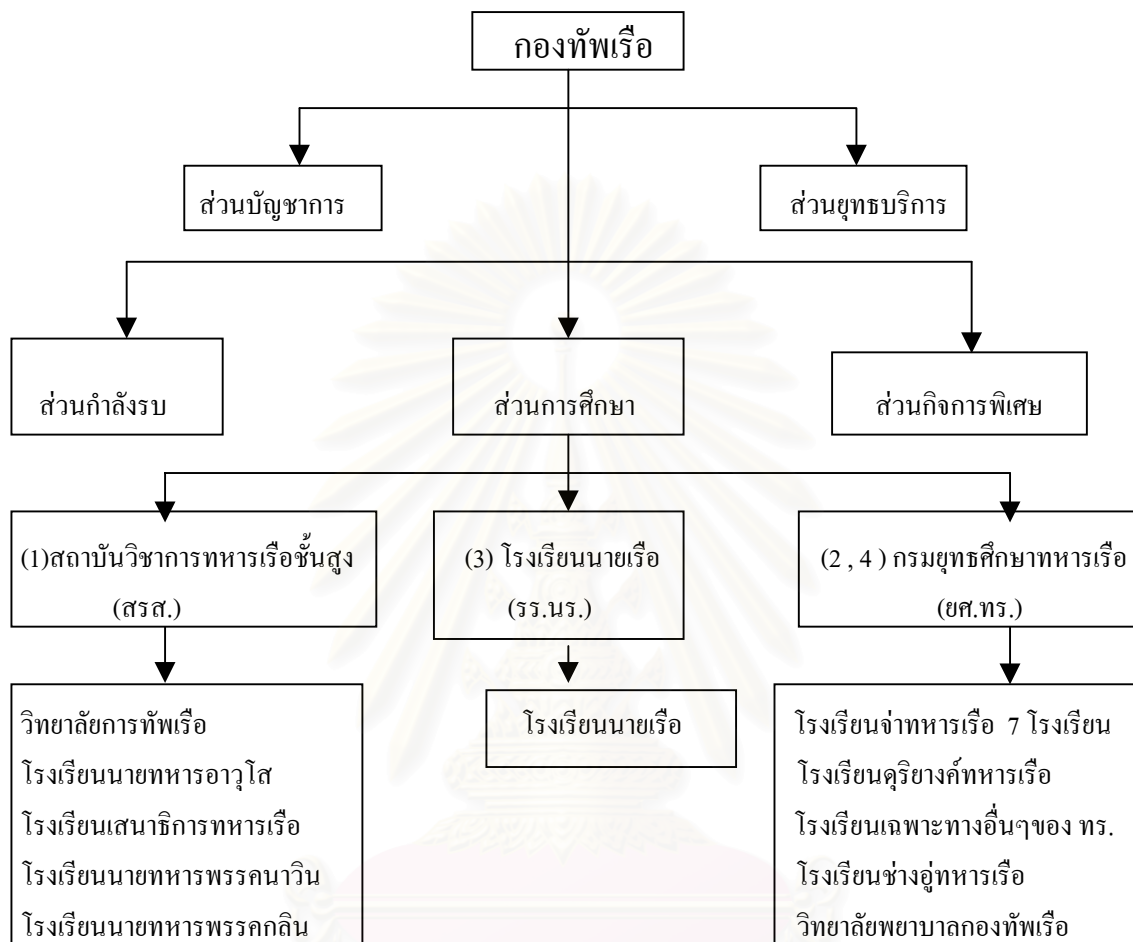 กองทัพเรือ
ส่วนบัญชาการ
ส่วนยุทธบริการ
ส่วนกำลังรบ
ส่วนการศึกษา
ส่วนกิจการพิเศษ
(1)สถาบันวิชาการทหารเรือชั้นสูง
(สรส.)
(3) โรงเรียนนายเรือ
(รร.นร.)
(2 , 4 ) กรมยุทธศึกษาทหารเรือ
(ยศ.ทร.)
วิทยาลัยการทัพเรือ
โรงเรียนนายทหารอาวุโส
โรงเรียนเสนาธิการทหารเรือ
โรงเรียนนายทหารพรรคนาวิน
โรงเรียนนายทหารพรรคกลิน
โรงเรียนนายเรือ
โรงเรียนจ่าทหารเรือ 7 โรงเรียน
โรงเรียนดุริยางค์ทหารเรือ
โรงเรียนเฉพาะทางอื่นๆของ ทร.
โรงเรียนช่างอู่ทหารเรือ
วิทยาลัยพยาบาลกองทัพเรือ